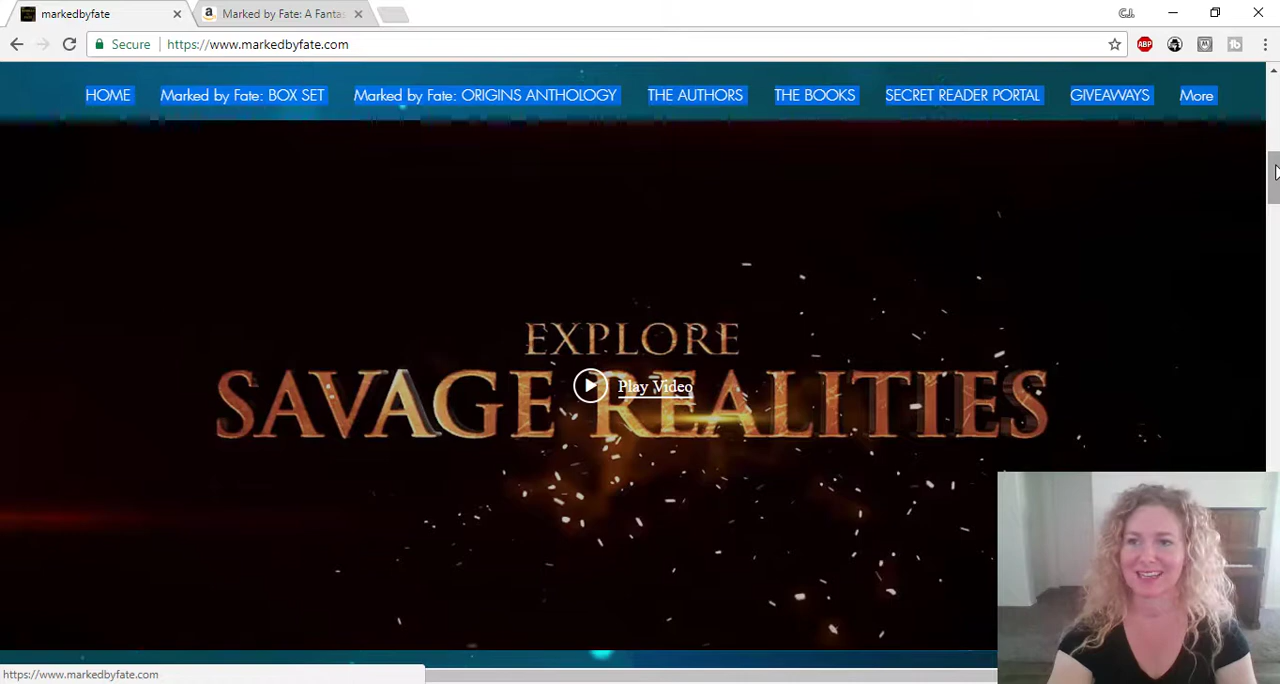 markedbyfate
Marked by Fate: A Fantas
C.J.
Secure https://www.markedbyfate.com
ABP
HOME Marked by Fate: BOX SET Marked by Fate: ORIGINS ANTHOLOGY THE AUTHORS THE BOOKS SECRET READER PORTAL GIVEAWAYS More
EXPLORE
SAVAGE REALITIES
Play Video
https://www.markedbyfate.com